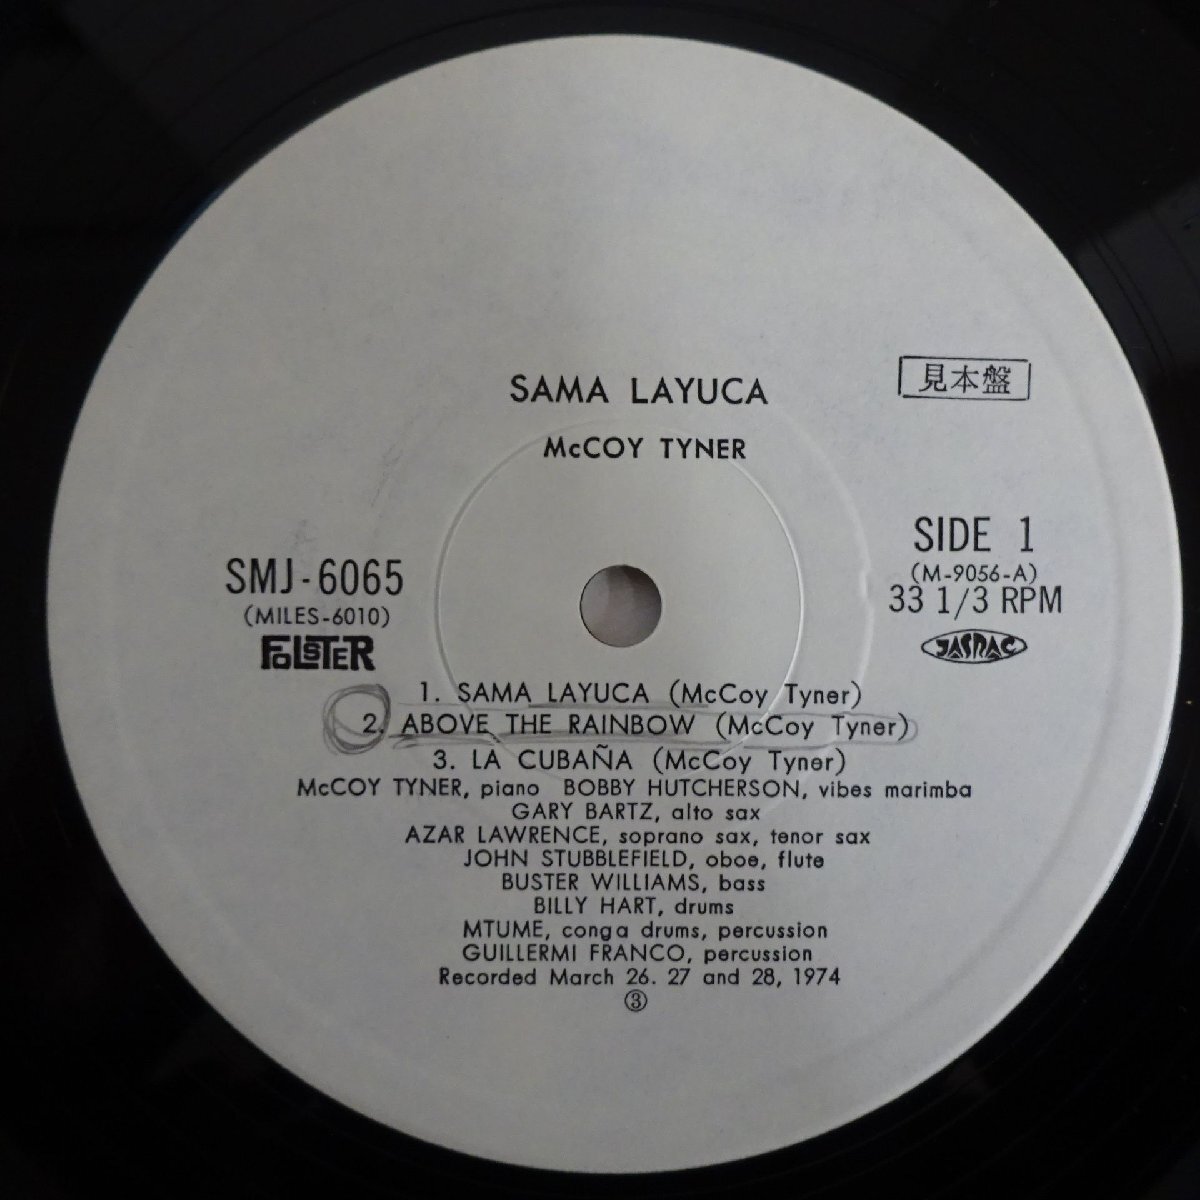 SAMA LAYUCA
見本盤
McCOY TYNER
SMJ-6065
(MILES-6010)
FOLSTER
SIDE 1
(M-9056-A)
33 1/3 RPM
JASRAC
1. SAMA LAYUCA (McCoy Tyner)
2. ABOVE THE RAINBOW (McCoy Tyner)
3. LA CUBAÑA (McCoy Tyner)
McCOY TYNER, piano BOBBY HUTCHERSON, vibes marimba
GARY BARTZ, alto sax
AZAR LAWRENCE, soprano sax, tenor sax
JOHN STUBBLEFIELD, oboe, flute
BUSTER WILLIAMS, bass
BILLY HART, drums
MTUME, conga drums, percussion
GUILLERMI FRANCO, percussion
Recorded March 26. 27 and 28, 1974
③